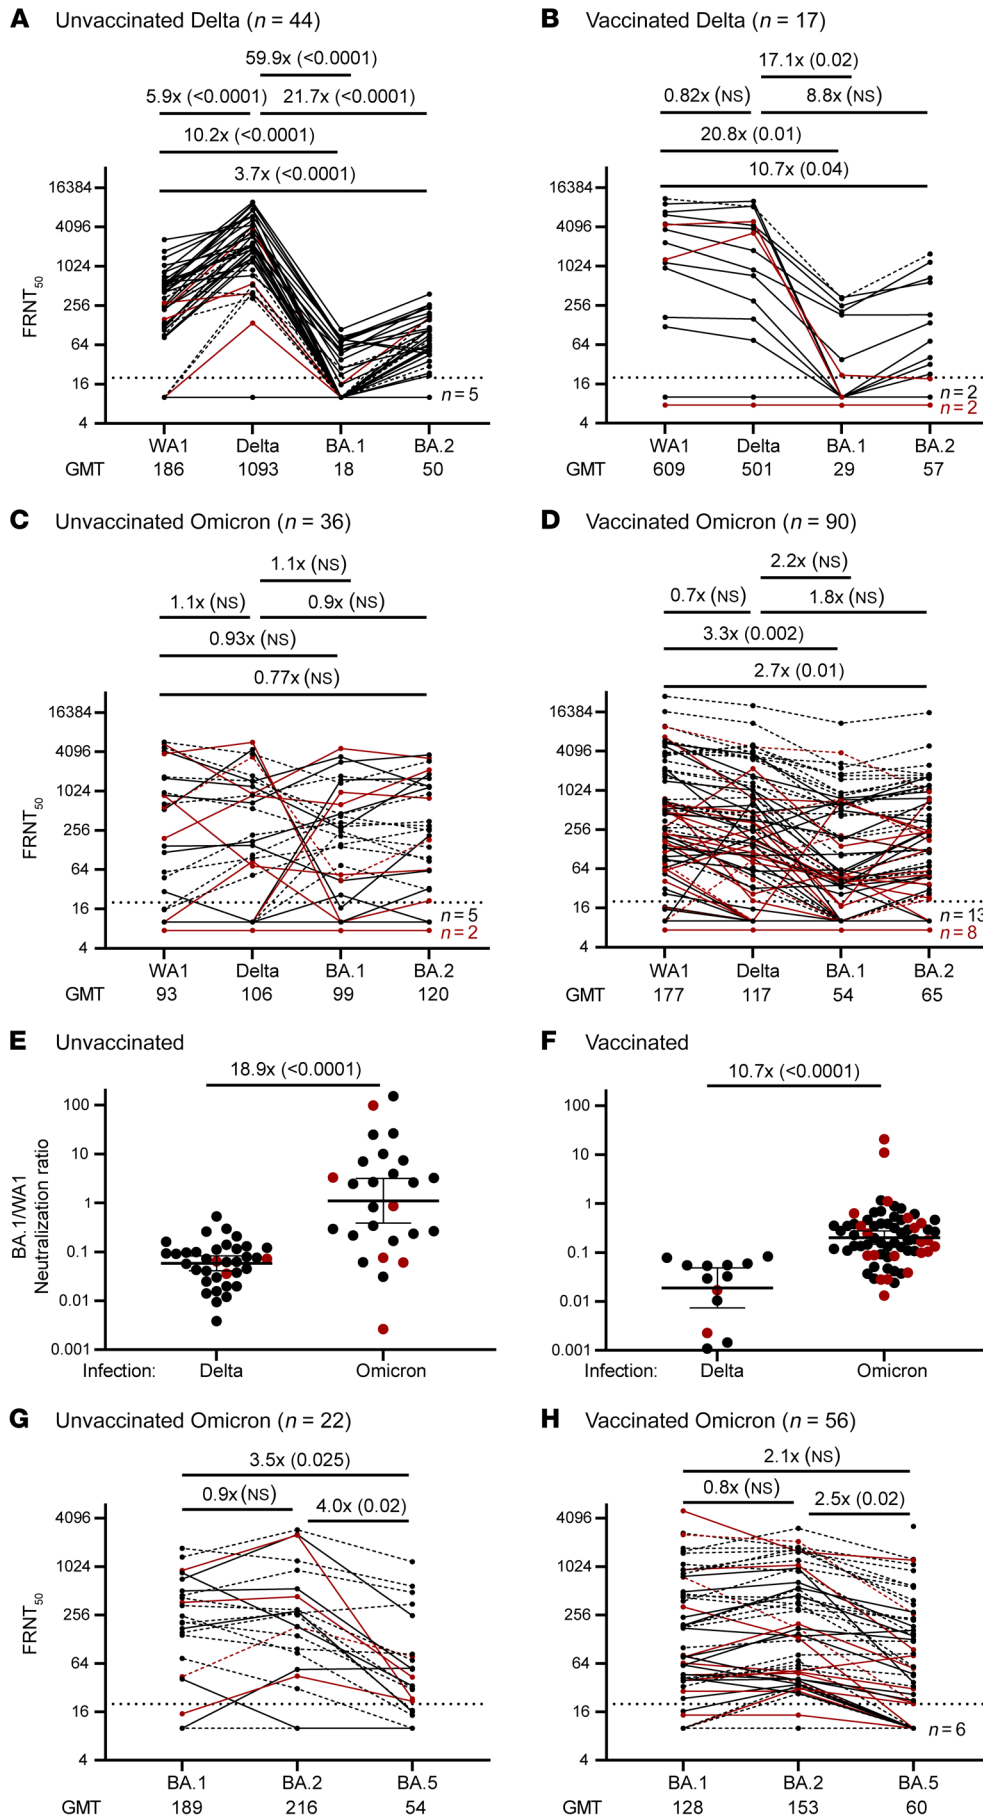 A Unvaccinated Delta (n = 44)
59.9x (<0.0001)
5.9x (<0.0001) 21.7x (<0.0001)
10.2x (<0.0001)
3.7x (<0.0001)
16384
4096
1024
256
64
16
4
FRNT50
n = 5
WA1 Delta BA.1 BA.2
GMT 186 1093 18 50
B Vaccinated Delta (n = 17)
17.1x (0.02)
0.82x (NS) 8.8x (NS)
20.8x (0.01)
10.7x (0.04)
16384
4096
1024
256
64
16
4
n = 2
n = 2
WA1 Delta BA.1 BA.2
609 501 29 57
C Unvaccinated Omicron (n = 36)
1.1x (NS)
1.1x (NS) 0.9x (NS)
0.93x (NS)
0.77x (NS)
16384
4096
1024
256
64
16
4
FRNT50
n = 5
n = 2
WA1 Delta BA.1 BA.2
GMT 93 106 99 120
D Vaccinated Omicron (n = 90)
2.2x (NS)
0.7x (NS) 1.8x (NS)
3.3x (0.002)
2.7x (0.01)
16384
4096
1024
256
64
16
4
n = 13
n = 8
WA1 Delta BA.1 BA.2
GMT 177 117 54 65
E Unvaccinated
18.9x (<0.0001)
100
10
1
0.1
0.01
0.001
BA.1/WA1
Neutralization ratio
Infection: Delta Omicron
F Vaccinated
10.7x (<0.0001)
100
10
1
0.1
0.01
0.001
Infection: Delta Omicron
G Unvaccinated Omicron (n = 22)
3.5x (0.025)
0.9x (NS) 4.0x (0.02)
4096
1024
256
64
16
4
FRNT50
BA.1 BA.2 BA.5
GMT 189 216 54
H Vaccinated Omicron (n = 56)
2.1x (NS)
0.8x (NS) 2.5x (0.02)
4096
1024
256
64
16
4
n = 6
BA.1 BA.2 BA.5
GMT 128 153 60